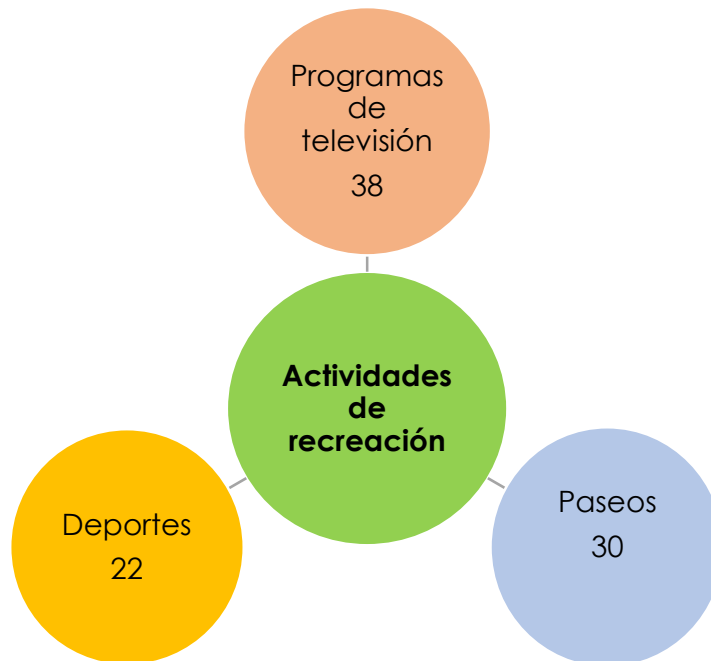 Programas
de
televisión
38
Actividades
de
recreación
Deportes
22
Paseos
30